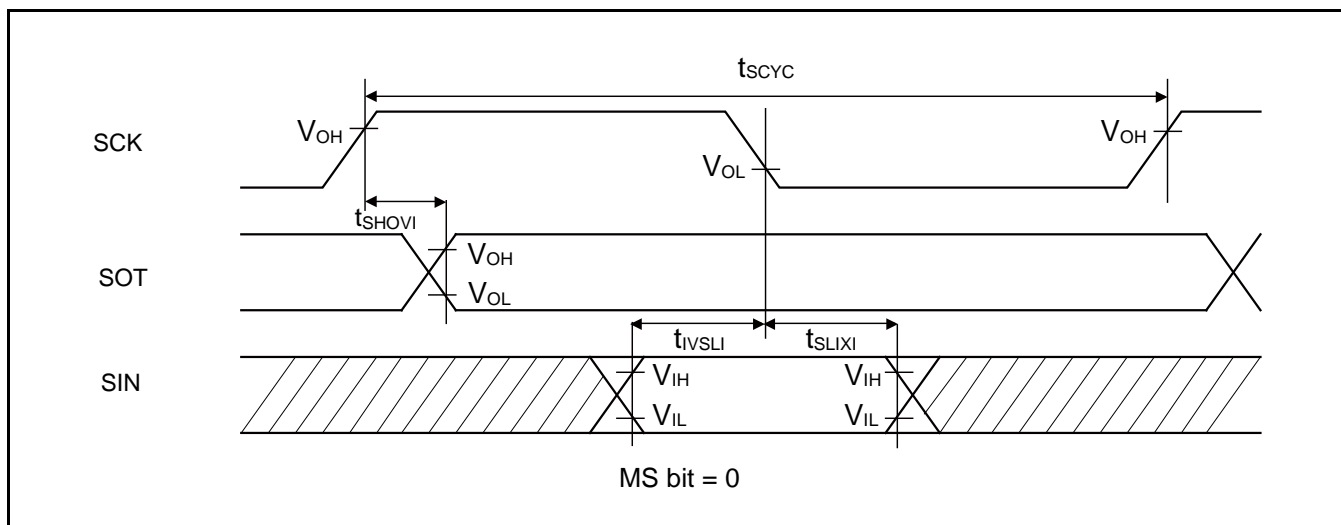 tSCYC
SCK
VOH
VOL
VOH
tSHOVI
SOT
VOH
VOL
tIVSLI
tSLIXI
SIN
VIH
VIL
VIH
VIL
MS bit = 0